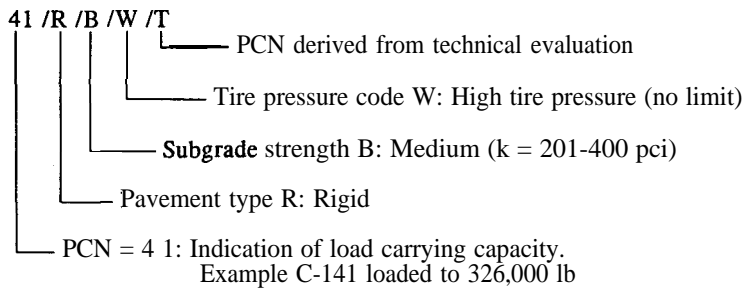 41 /R /B /W /T
PCN derived from technical evaluation
Tire pressure code W: High tire pressure (no limit)
Subgrade strength B: Medium (k = 201-400 pci)
Pavement type R: Rigid
PCN = 4 1: Indication of load carrying capacity.
Example C-141 loaded to 326,000 lb